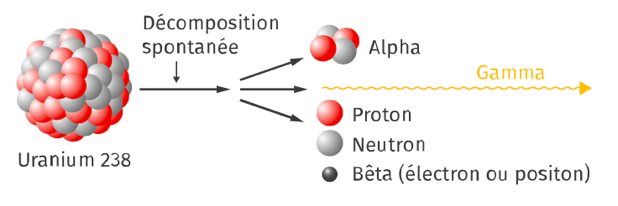 Décomposition
spontanée
Alpha
Gamma
Proton
Neutron
Uranium 238
Bêta (électron ou positon)